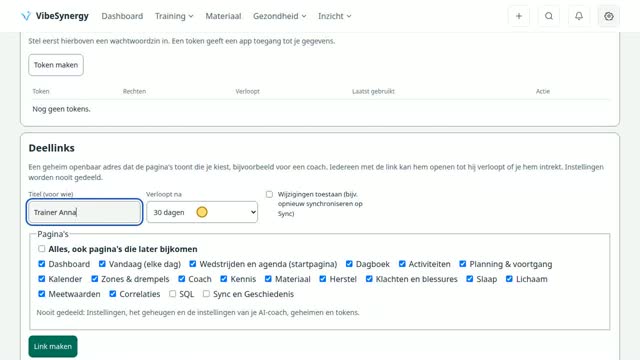 VibeSynergy Dashboard Training Materiaal Gezondheid Inzicht
Stel eerst hierboven een wachtwoordzin in. Een token geeft een app toegang tot je gegevens.
Token maken
Token Rechten Verloopt Laatst gebruikt Actie
Nog geen tokens.
Deellinks
Een geheim openbaar adres dat de pagina's toont die je kiest, bijvoorbeeld voor een coach. Iedereen met de link kan hem openen tot hij verloopt of je hem intrekt. Instellingen
worden nooit gedeeld.
Titel (voor wie) Verloopt na Wijzigingen toestaan (bijv.
opnieuw synchroniseren op
Sync)
Trainer Anna 30 dagen
Pagina's
Alles, ook pagina's die later bijkomen
Dashboard Vandaag (elke dag) Wedstrijden en agenda (startpagina) Dagboek Activiteiten Planning & voortgang
Kalender Zones & drempels Coach Kennis Materiaal Herstel Klachten en blessures Slaap Lichaam
Meetwaarden Correlaties SQL Sync en Geschiedenis
Nooit gedeeld: Instellingen, het geheugen en de instellingen van je AI-coach, geheimen en tokens.
Link maken